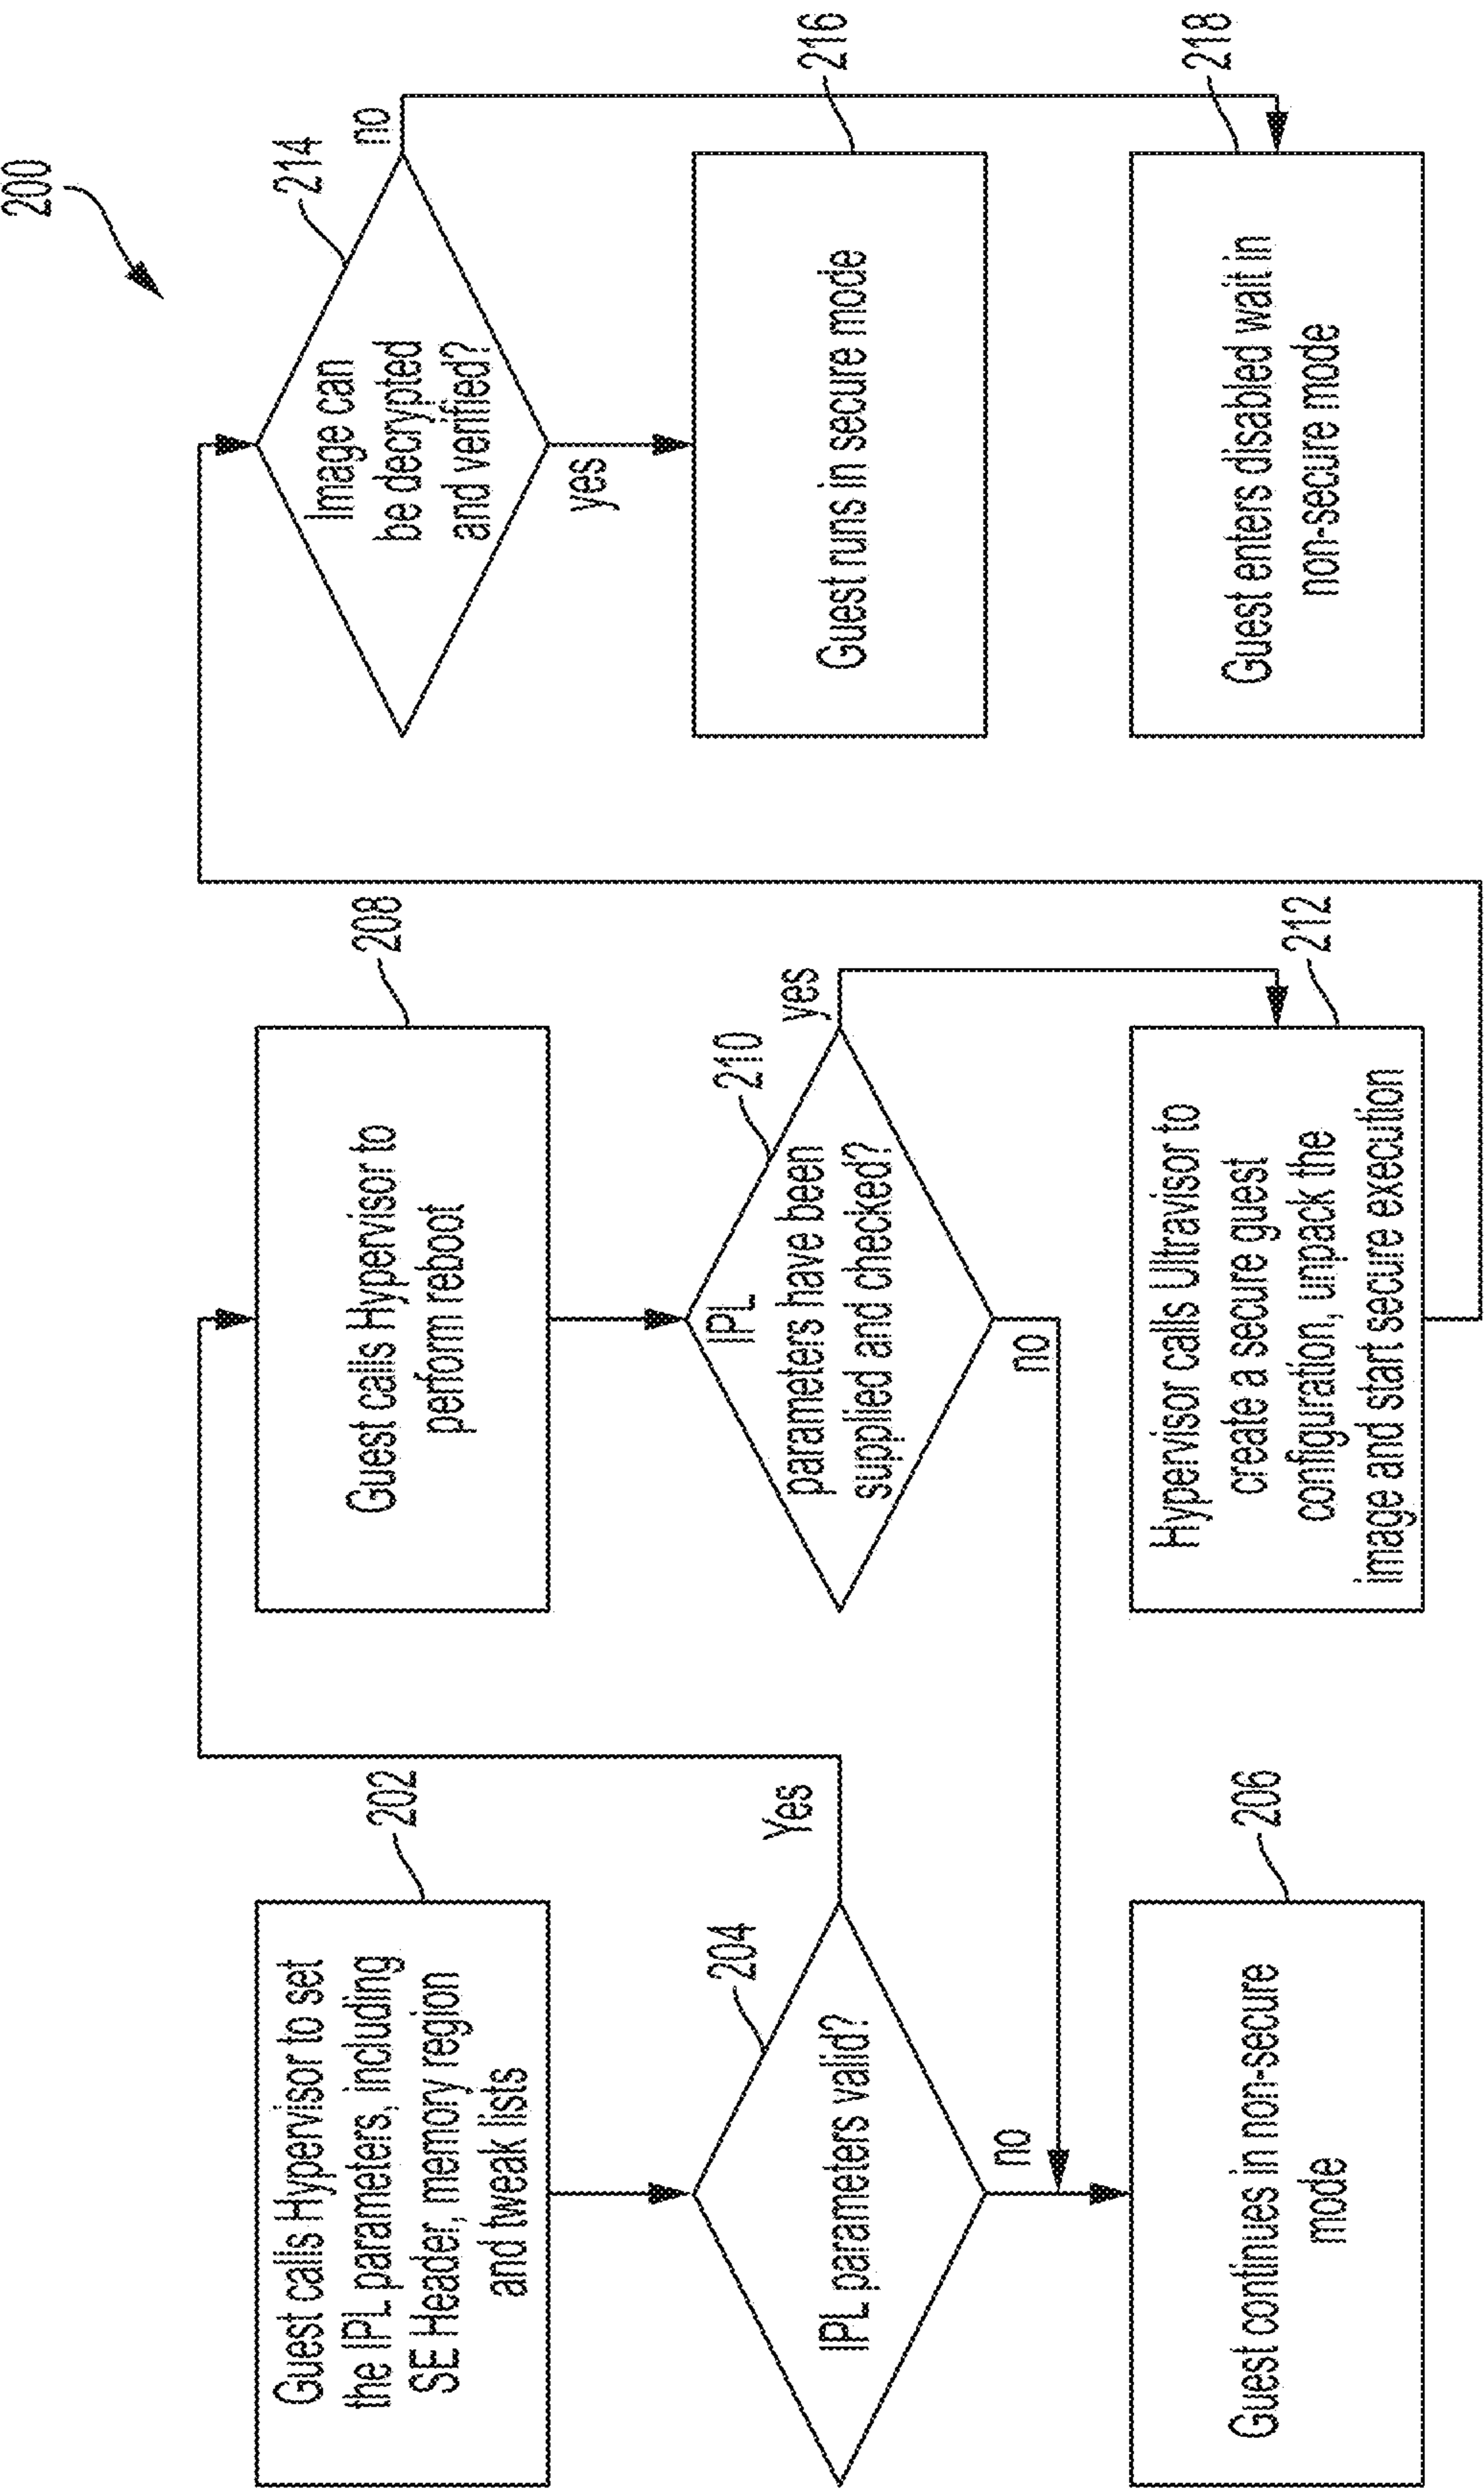 200
Guest calls Hypervisor to set
the IPL parameters, including
SE Header, memory region
and tweak lists
202
IPL parameters valid?
204
Yes
no
Guest continues in non-secure
mode
206
Guest calls Hypervisor to
perform reboot
208
IPL
parameters have been
supplied and checked?
210
yes
no
Hypervisor calls Ultravisor to
create a secure guest
configuration, unpack the
image and start secure execution
212
Image can
be decrypted
and verified?
214
no
yes
Guest runs in secure mode
216
Guest enters disabled wait in
non-secure mode
218